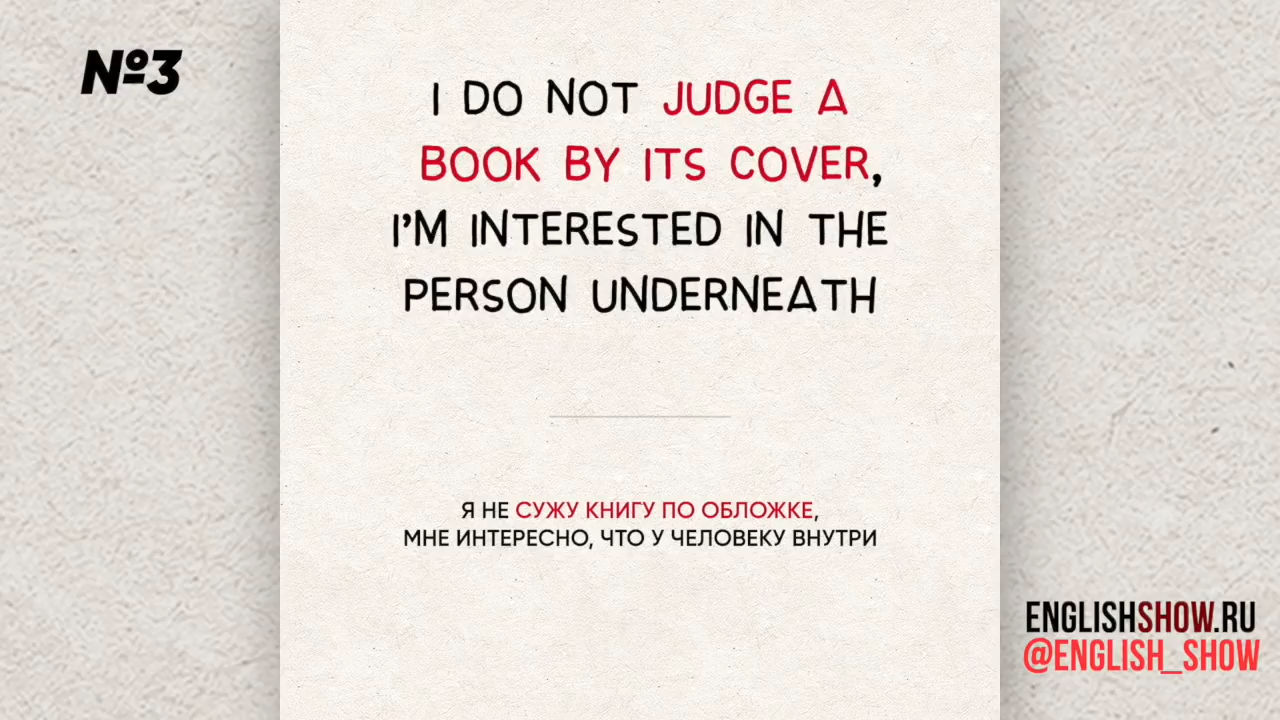 №3
I DO NOT JUDGE A
BOOK BY ITS COVER,
I'M INTERESTED IN THE
PERSON UNDERNEATH
Я НЕ СУЖУ КНИГУ ПО ОБЛОЖКЕ,
МНЕ ИНТЕРЕСНО, ЧТО У ЧЕЛОВЕКУ ВНУТРИ
ENGLISHSHOW.RU
@ENGLISH_SHOW